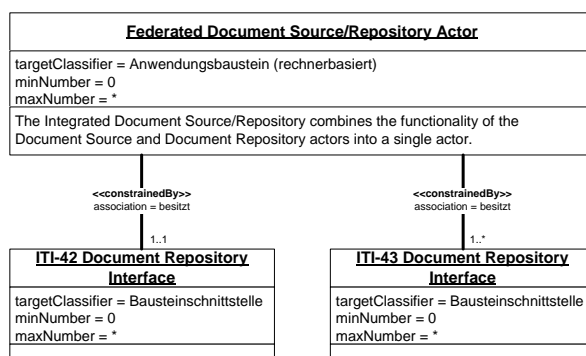 Federated Document Source/Repository Actor
targetClassifier = Anwendungsbaustein (rechnerbasiert)
minNumber = 0
maxNumber = *
The Integrated Document Source/Repository combines the functionality of the
Document Source and Document Repository actors into a single actor.
<<constrainedBy>>
association = besitzt
1..1
<<constrainedBy>>
association = besitzt
1..*
ITI-42 Document Repository
Interface
targetClassifier = Bausteinschnittstelle
minNumber = 0
maxNumber = *
ITI-43 Document Repository
Interface
targetClassifier = Bausteinschnittstelle
minNumber = 0
maxNumber = *